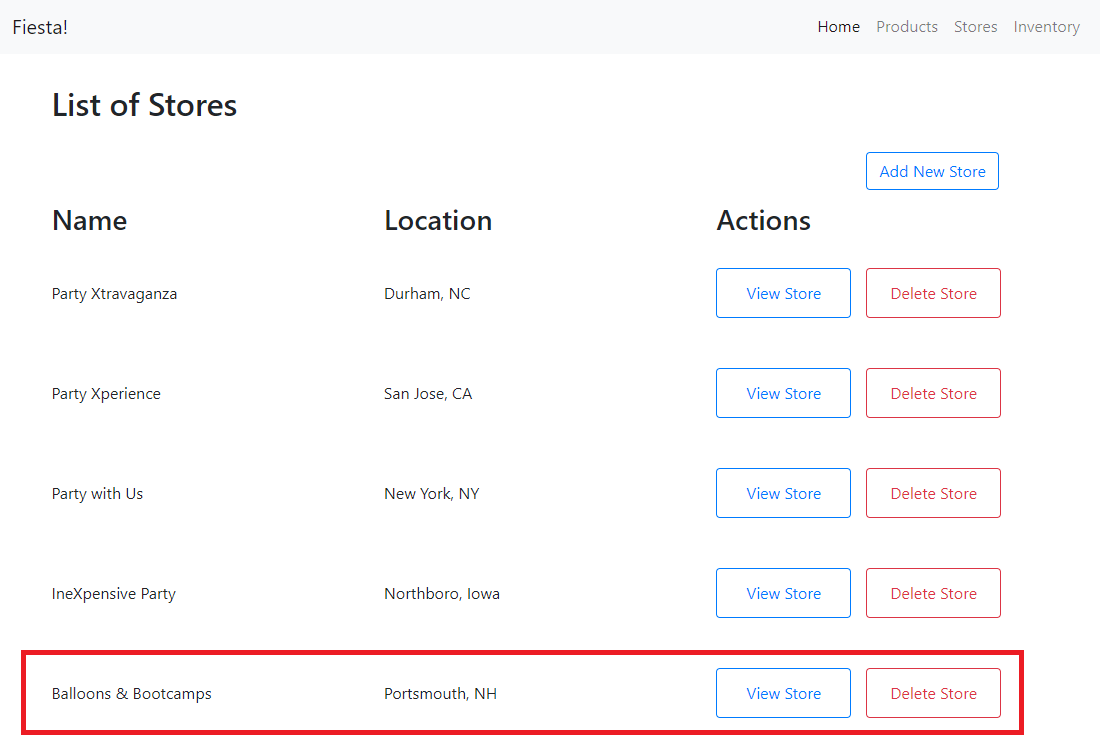 Fiesta! Home Products Stores Inventory
List of Stores
Add New Store
Name Location Actions
Party Xtravaganza Durham, NC View Store Delete Store
Party Xperience San Jose, CA View Store Delete Store
Party with Us New York, NY View Store Delete Store
IneXpensive Party Northboro, Iowa View Store Delete Store
Balloons & Bootcamps Portsmouth, NH View Store Delete Store